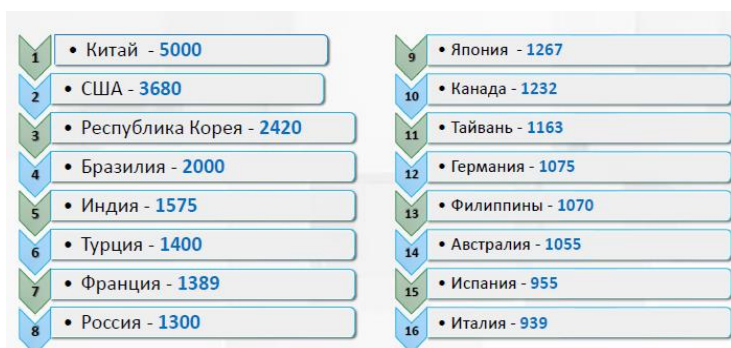 1 • Китай - 5000
2 • США - 3680
3 • Республика Корея - 2420
4 • Бразилия - 2000
5 • Индия - 1575
6 • Турция - 1400
7 • Франция - 1389
8 • Россия - 1300
9 • Япония - 1267
10 • Канада - 1232
11 • Тайвань - 1163
12 • Германия - 1075
13 • Филиппины - 1070
14 • Австралия - 1055
15 • Испания - 955
16 • Италия - 939